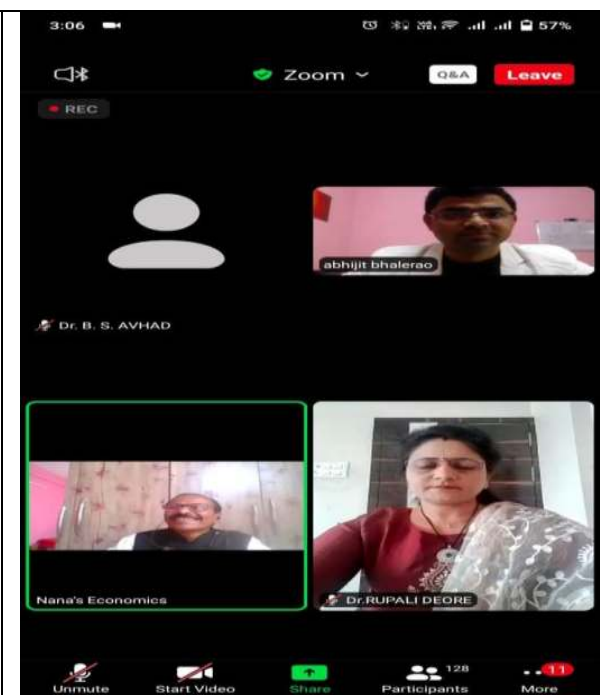 3:06 57%
Zoom Q&A Leave
REC
abhijit bhalerao
Dr. B. S. AVHAD
Nana's Economics
Dr.RUPALI DEORE
128 11
Unmute Start Video Share Participants More